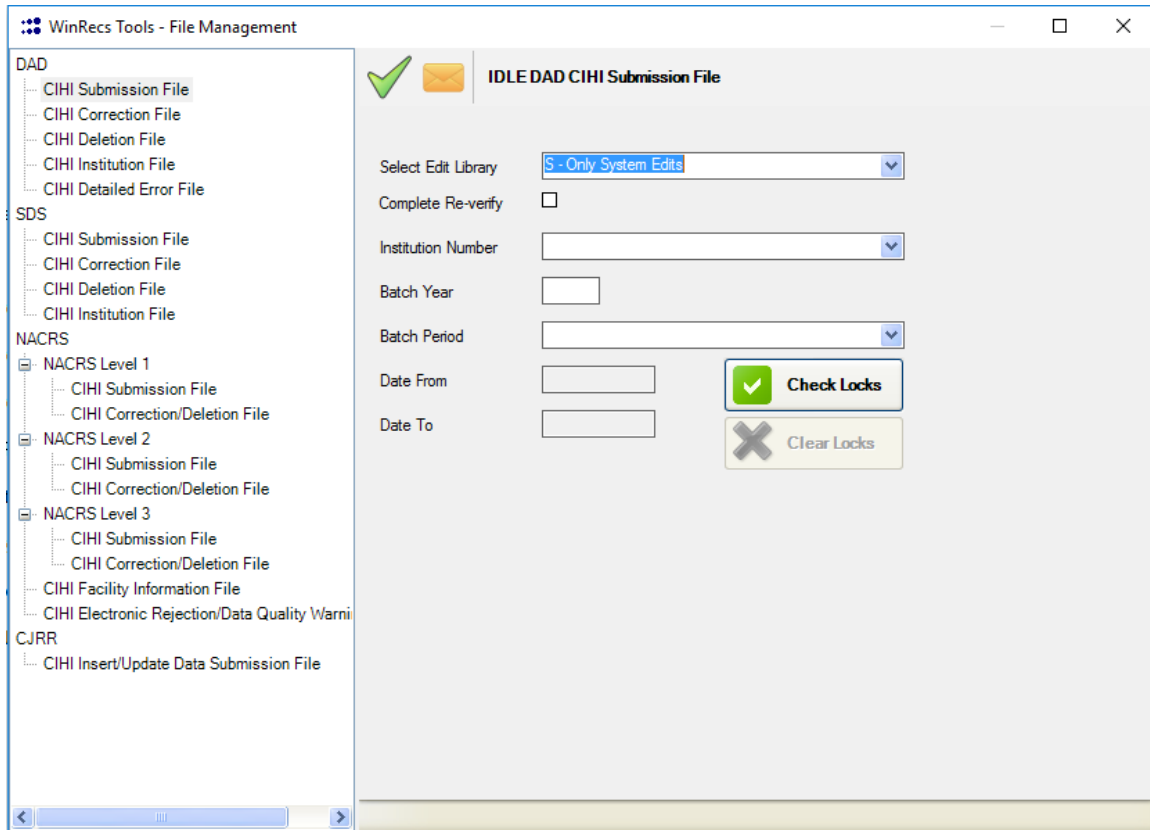 WinRecs Tools - File Management
DAD
CIHI Submission File
CIHI Correction File
CIHI Deletion File
CIHI Institution File
CIHI Detailed Error File
SDS
CIHI Submission File
CIHI Correction File
CIHI Deletion File
CIHI Institution File
NACRS
NACRS Level 1
CIHI Submission File
CIHI Correction/Deletion File
NACRS Level 2
CIHI Submission File
CIHI Correction/Deletion File
NACRS Level 3
CIHI Submission File
CIHI Correction/Deletion File
CIHI Facility Information File
CIHI Electronic Rejection/Data Quality Warni
CJRR
CIHI Insert/Update Data Submission File
IDLE DAD CIHI Submission File
Select Edit Library S - Only System Edits
Complete Re-verify
Institution Number
Batch Year
Batch Period
Date From
Check Locks
Date To
Clear Locks